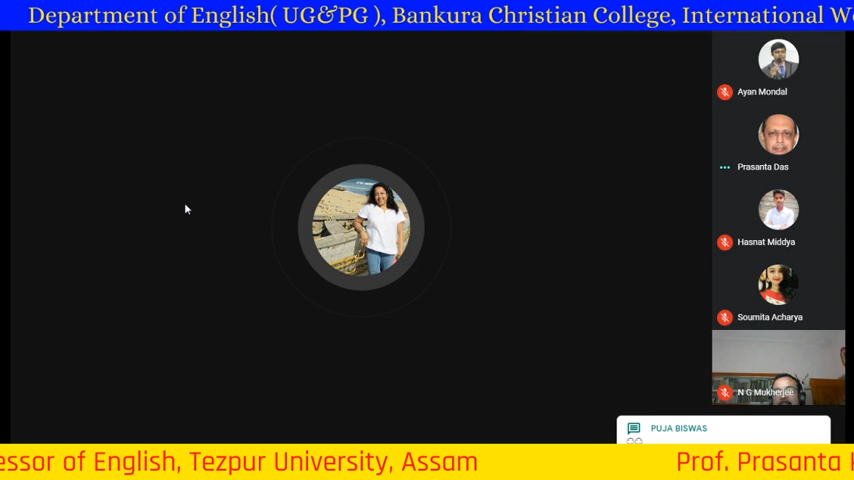 Department of English( UG&PG ), Bankura Christian College, International
Ayan Mondal
Prasanta Das
Hasnat Middya
Soumita Acharya
N G Mukherjee
PUJA BISWAS
essor of English, Tezpur University, Assam Prof. Prasanta